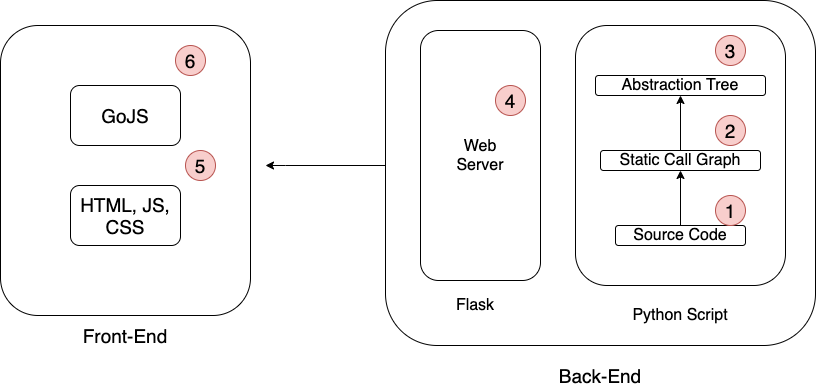 6
GoJS
5
HTML, JS,
CSS
Front-End
4
Web
Server
Flask
3
Abstraction Tree
2
Static Call Graph
1
Source Code
Python Script
Back-End